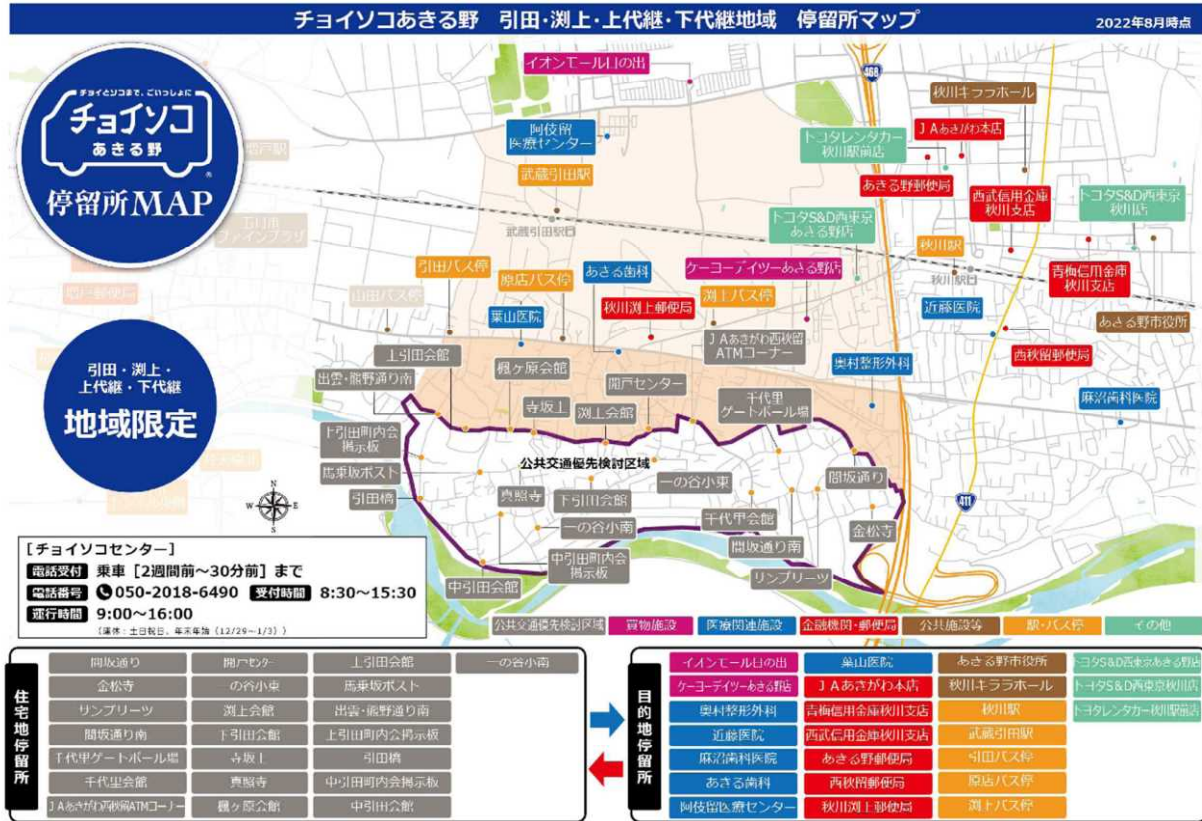 チョイソコあきる野 引田・渕上・上代継・下代継地域 停留所マップ
2022年8月時点
チョイとソコまで、ごいっしょに
チョイソコ
あきる野
停留所MAP
引田・渕上・
上代継・下代継
地域限定
イオンモール日の出
468
秋川キララホール
阿伎留
医療センター
トヨタレンタカー
秋川駅前店
JAあきがわ本店
武蔵引田駅
あきる野郵便局
西武信用金庫
秋川支店
トヨタS&D西東京
秋川店
五日市
ファインプラザ
武蔵引田駅
トヨタS&D西東京
あきる野店
秋川駅
引田バス停
原店バス停
あきる歯科
ケーヨーデイツーあきる野店
秋川駅
青梅信用金庫
秋川支店
山田バス停
葉山医院
秋川渕上郵便局
渕上バス停
近藤医院
あきる野市役所
上引田会館
JAあきがわ西秋留
ATMコーナー
西秋留郵便局
出雲・熊野通り南
楓ヶ原会館
開戸センター
奥村整形外科
寺坂上
千代里
ゲートボール場
麻沼歯科医院
渕上会館
上引田町内会
掲示板
公共交通優先検討区域
馬乗坂ポスト
一の谷小東
間坂通り
引田橋
真照寺
下引田会館
411
千代里会館
金松寺
一の谷小南
間坂通り南
中引田町内会
掲示板
サンプリーツ
中引田会館
N
W
E
S
[チョイソコセンター]
電話受付 乗車[2週間前~30分前]まで
電話番号 050-2018-6490 受付時間 8:30~15:30
運行時間 9:00~16:00
(運休:土日祝日、年末年始(12/29~1/3))
公共交通優先検討区域 買物施設 医療関連施設 金融機関・郵便局 公共施設等 駅・バス停 その他
住宅地停留所
間坂通り 開戸センター 上引田会館 一の谷小南
金松寺 一の谷小東 馬乗坂ポスト
サンプリーツ 渕上会館 出雲・熊野通り南
間坂通り南 下引田会館 上引田町内会掲示板
千代里ゲートボール場 寺坂上 引田橋
千代里会館 真照寺 中引田町内会掲示板
JAあきがわ西秋留ATMコーナー 楓ヶ原会館 中引田会館
目的地停留所
イオンモール日の出 葉山医院 あきる野市役所 トヨタS&D西東京あきる野店
ケーヨーデイツーあきる野店 JAあきがわ本店 秋川キララホール トヨタS&D西東京秋川店
奥村整形外科 青梅信用金庫秋川支店 秋川駅 トヨタレンタカー秋川駅前店
近藤医院 西武信用金庫秋川支店 武蔵引田駅
麻沼歯科医院 あきる野郵便局 引田バス停
あきる歯科 西秋留郵便局 原店バス停
阿伎留医療センター 秋川渕上郵便局 渕上バス停